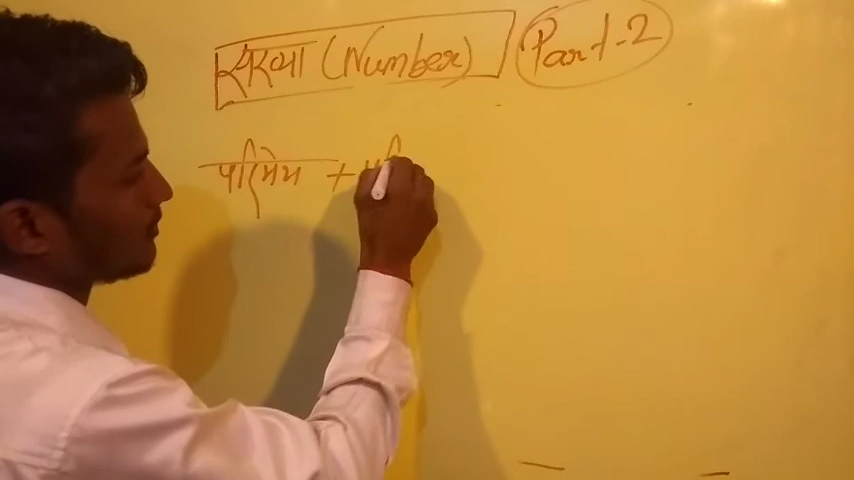 संख्या (Number) Part-2
परिमेय + प